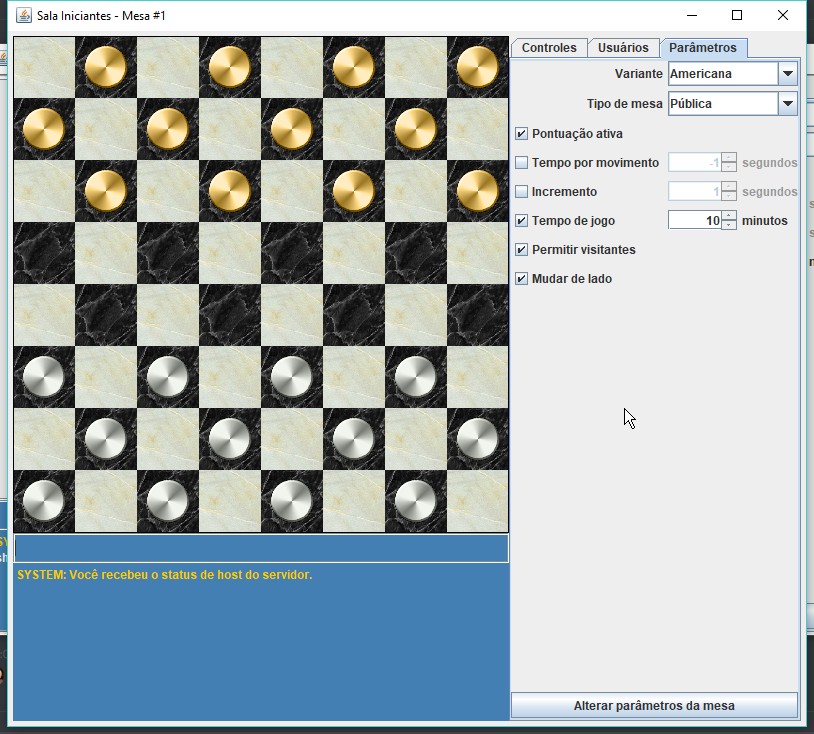 Sala Iniciantes - Mesa #1
Controles Usuários Parâmetros
Variante Americana
Tipo de mesa Pública
Pontuação ativa
Tempo por movimento -1 segundos
Incremento 1 segundos
Tempo de jogo 10 minutos
Permitir visitantes
Mudar de lado
SYSTEM: Você recebeu o status de host do servidor.
Alterar parâmetros da mesa